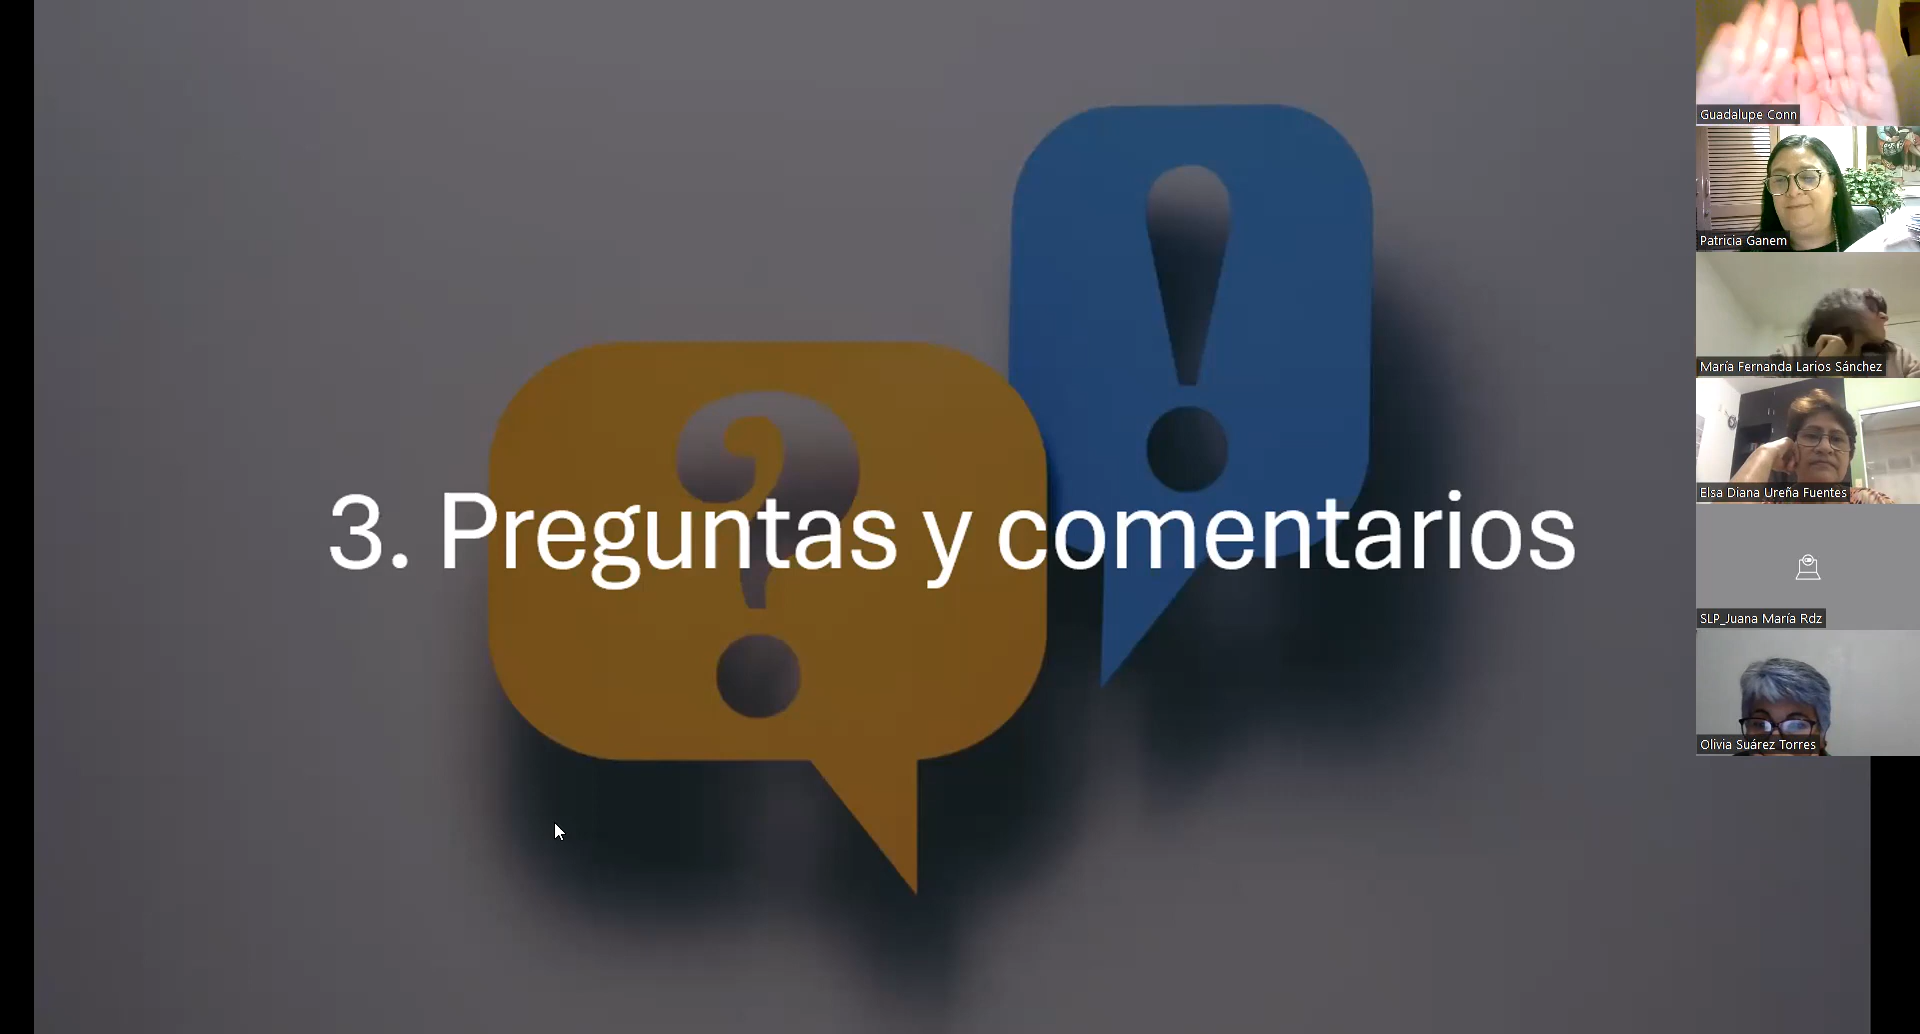 3. Preguntas y comentarios
Guadalupe Conn
Patricia Ganem
María Fernanda Larios Sánchez
Elsa Diana Ureña Fuentes
SLP_Juana María Rdz
Olivia Suárez Torres